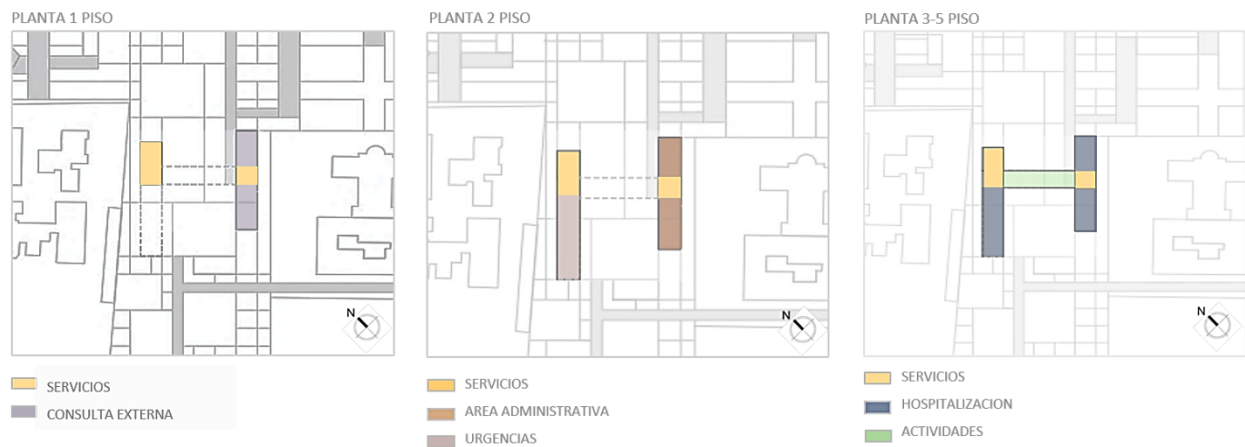 PLANTA 1 PISO
N
SERVICIOS
CONSULTA EXTERNA
PLANTA 2 PISO
N
SERVICIOS
AREA ADMINISTRATIVA
URGENCIAS
PLANTA 3-5 PISO
N
SERVICIOS
HOSPITALIZACION
ACTIVIDADES